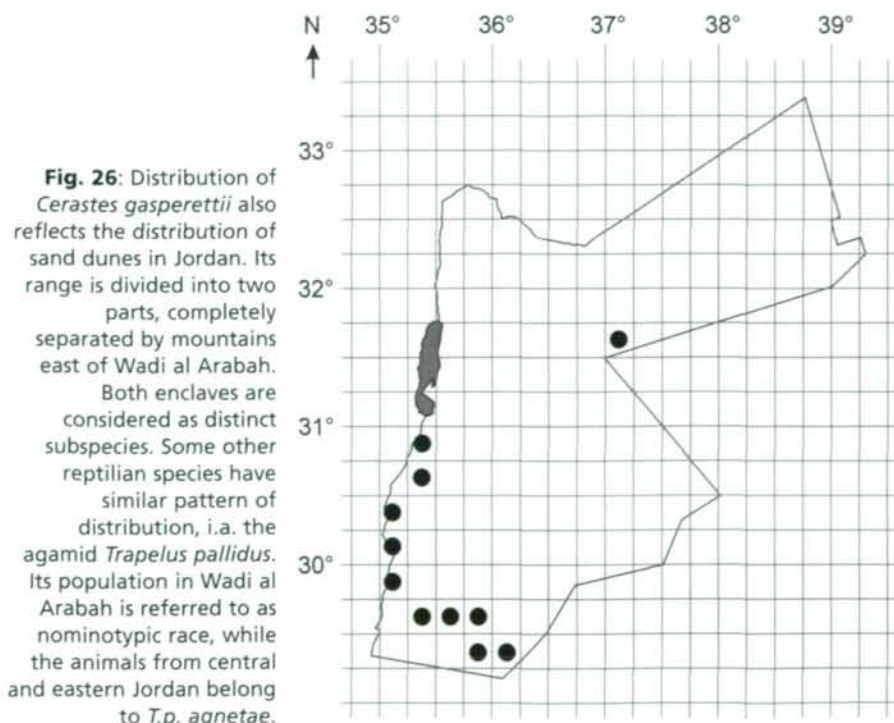 N 35° 36° 37° 38° 39°
33°
32°
31°
30°
Fig. 26: Distribution of
Cerastes gasperettii also
reflects the distribution of
sand dunes in Jordan. Its
range is divided into two
parts, completely
separated by mountains
east of Wadi al Arabah.
Both enclaves are
considered as distinct
subspecies. Some other
reptilian species have
similar pattern of
distribution, i.a. the
agamid Trapelus pallidus.
Its population in Wadi al
Arabah is referred to as
nominotypic race, while
the animals from central
and eastern Jordan belong
to T.p. agnetae.